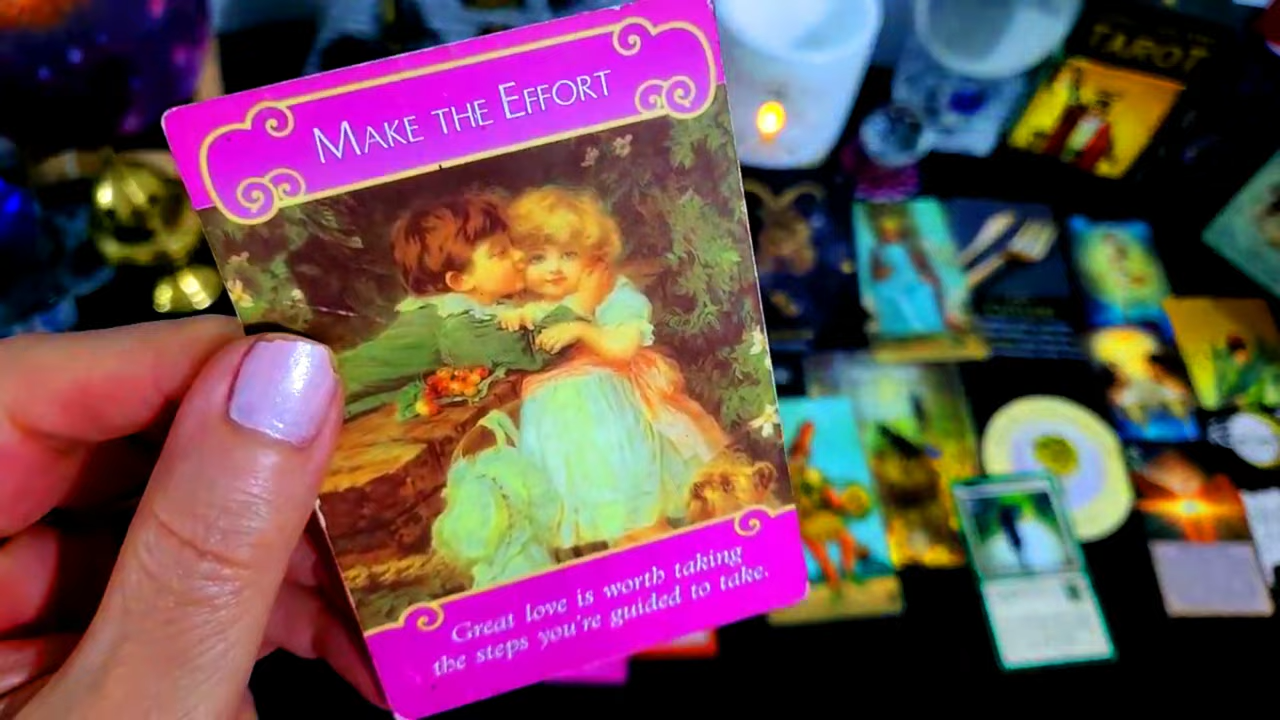 MAKE THE EFFORT
Great love is worth taking
the steps you're guided to take.
TAROT